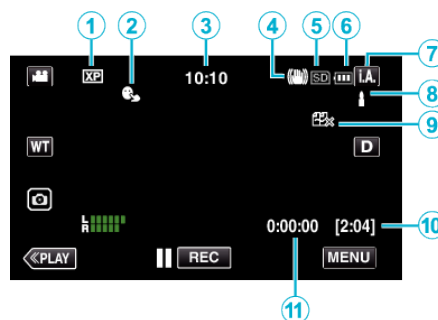 1 2 3 4 5 6 7
XP 10:10 SD i.A.
8
9
WT D
L
R
0:00:00 [2:04] 10
≪PLAY REC MENU
11